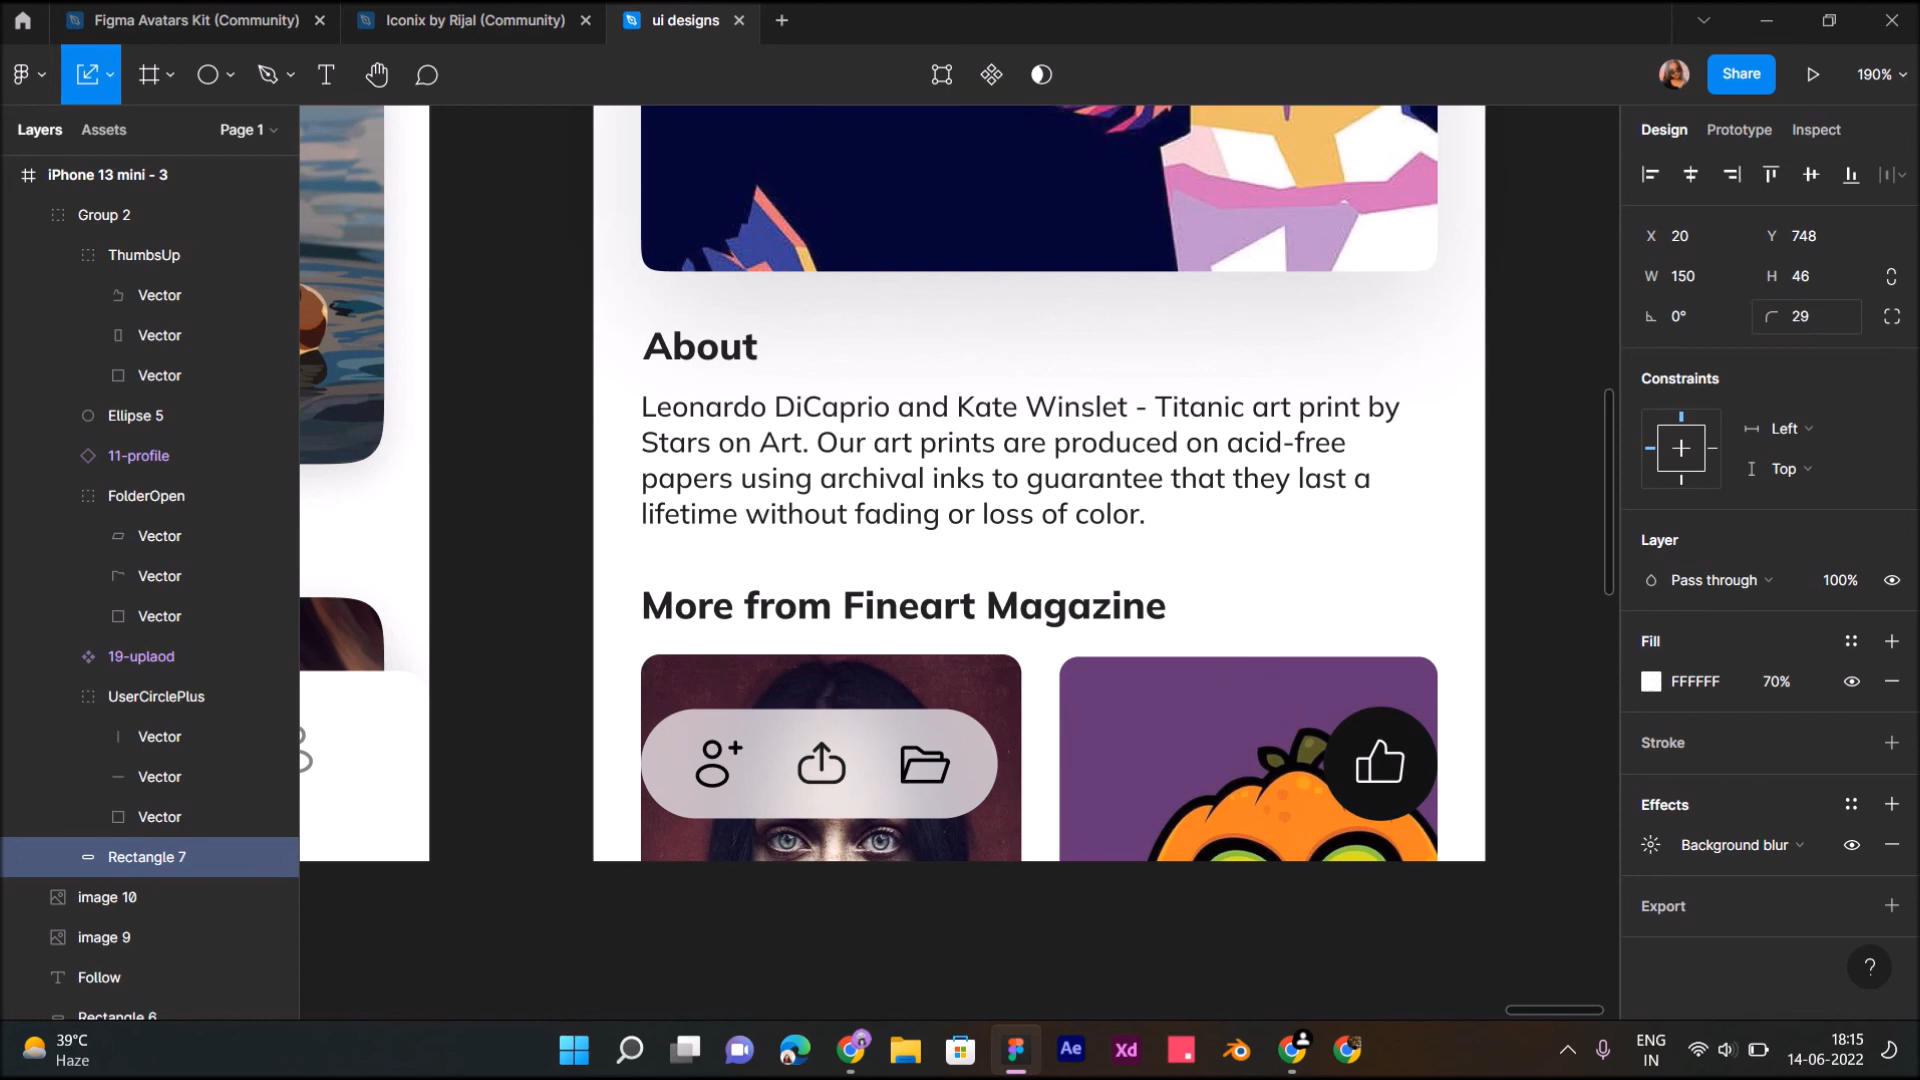 Figma Avatars Kit (Community)
Iconix by Rijal (Community)
ui designs
Share
190%
Layers
Assets
Page 1
Design
Prototype
Inspect
iPhone 13 mini - 3
Group 2
ThumbsUp
Vector
Vector
Vector
Ellipse 5
11-profile
FolderOpen
Vector
Vector
Vector
19-uplaod
UserCirclePlus
Vector
Vector
Vector
Rectangle 7
image 10
image 9
Follow
Rectangle 6
About
Leonardo DiCaprio and Kate Winslet - Titanic art print by
Stars on Art. Our art prints are produced on acid-free
papers using archival inks to guarantee that they last a
lifetime without fading or loss of color.
More from Fineart Magazine
X 20
Y 748
W 150
H 46
0°
29
Constraints
Left
Top
Layer
Pass through
100%
Fill
FFFFFF
70%
Stroke
Effects
Background blur
Export
?
39°C
Haze
Ae
Xd
ENG
IN
18:15
14-06-2022